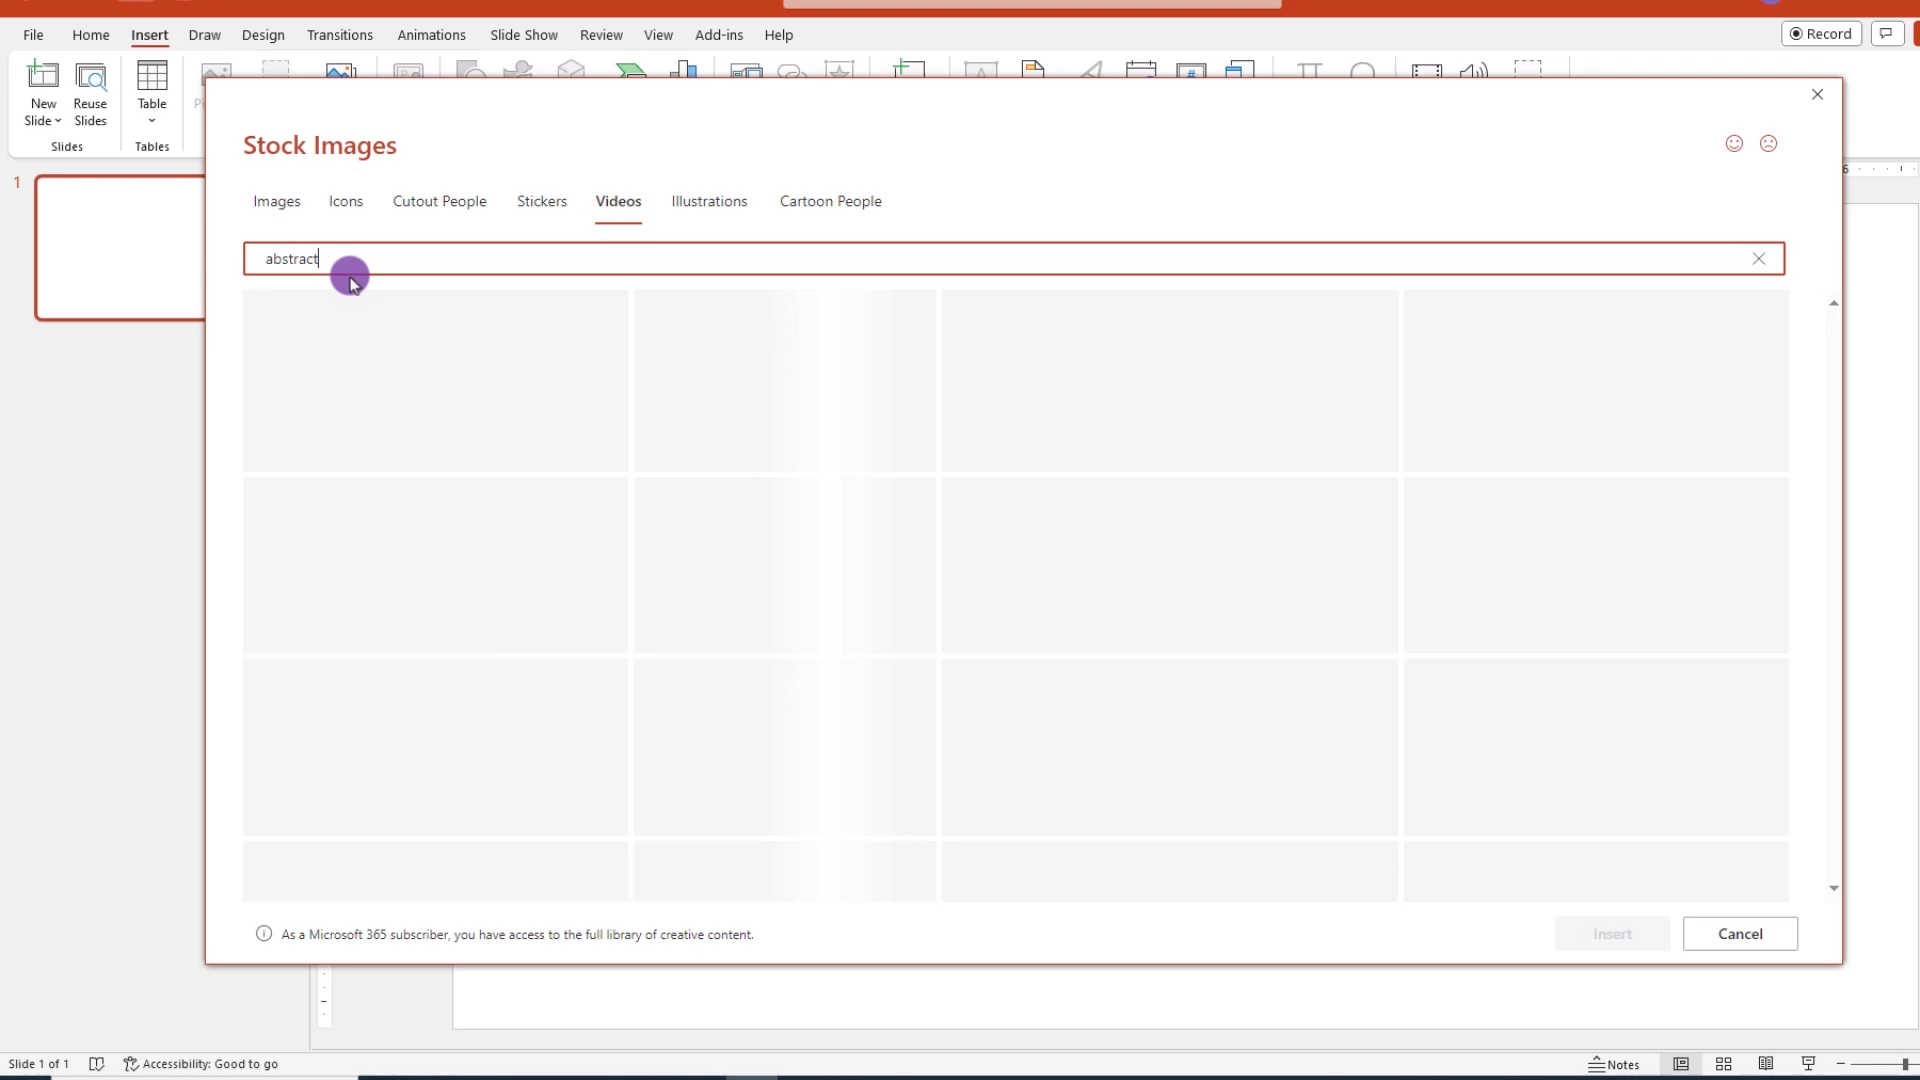 File Home Insert Draw Design Transitions Animations Slide Show Review View Add-ins Help Record
New Slide
Reuse Slides
Table
Slides
Tables
Stock Images
Images Icons Cutout People Stickers Videos Illustrations Cartoon People
abstract
1
As a Microsoft 365 subscriber, you have access to the full library of creative content.
Insert
Cancel
Slide 1 of 1 Accessibility: Good to go Notes